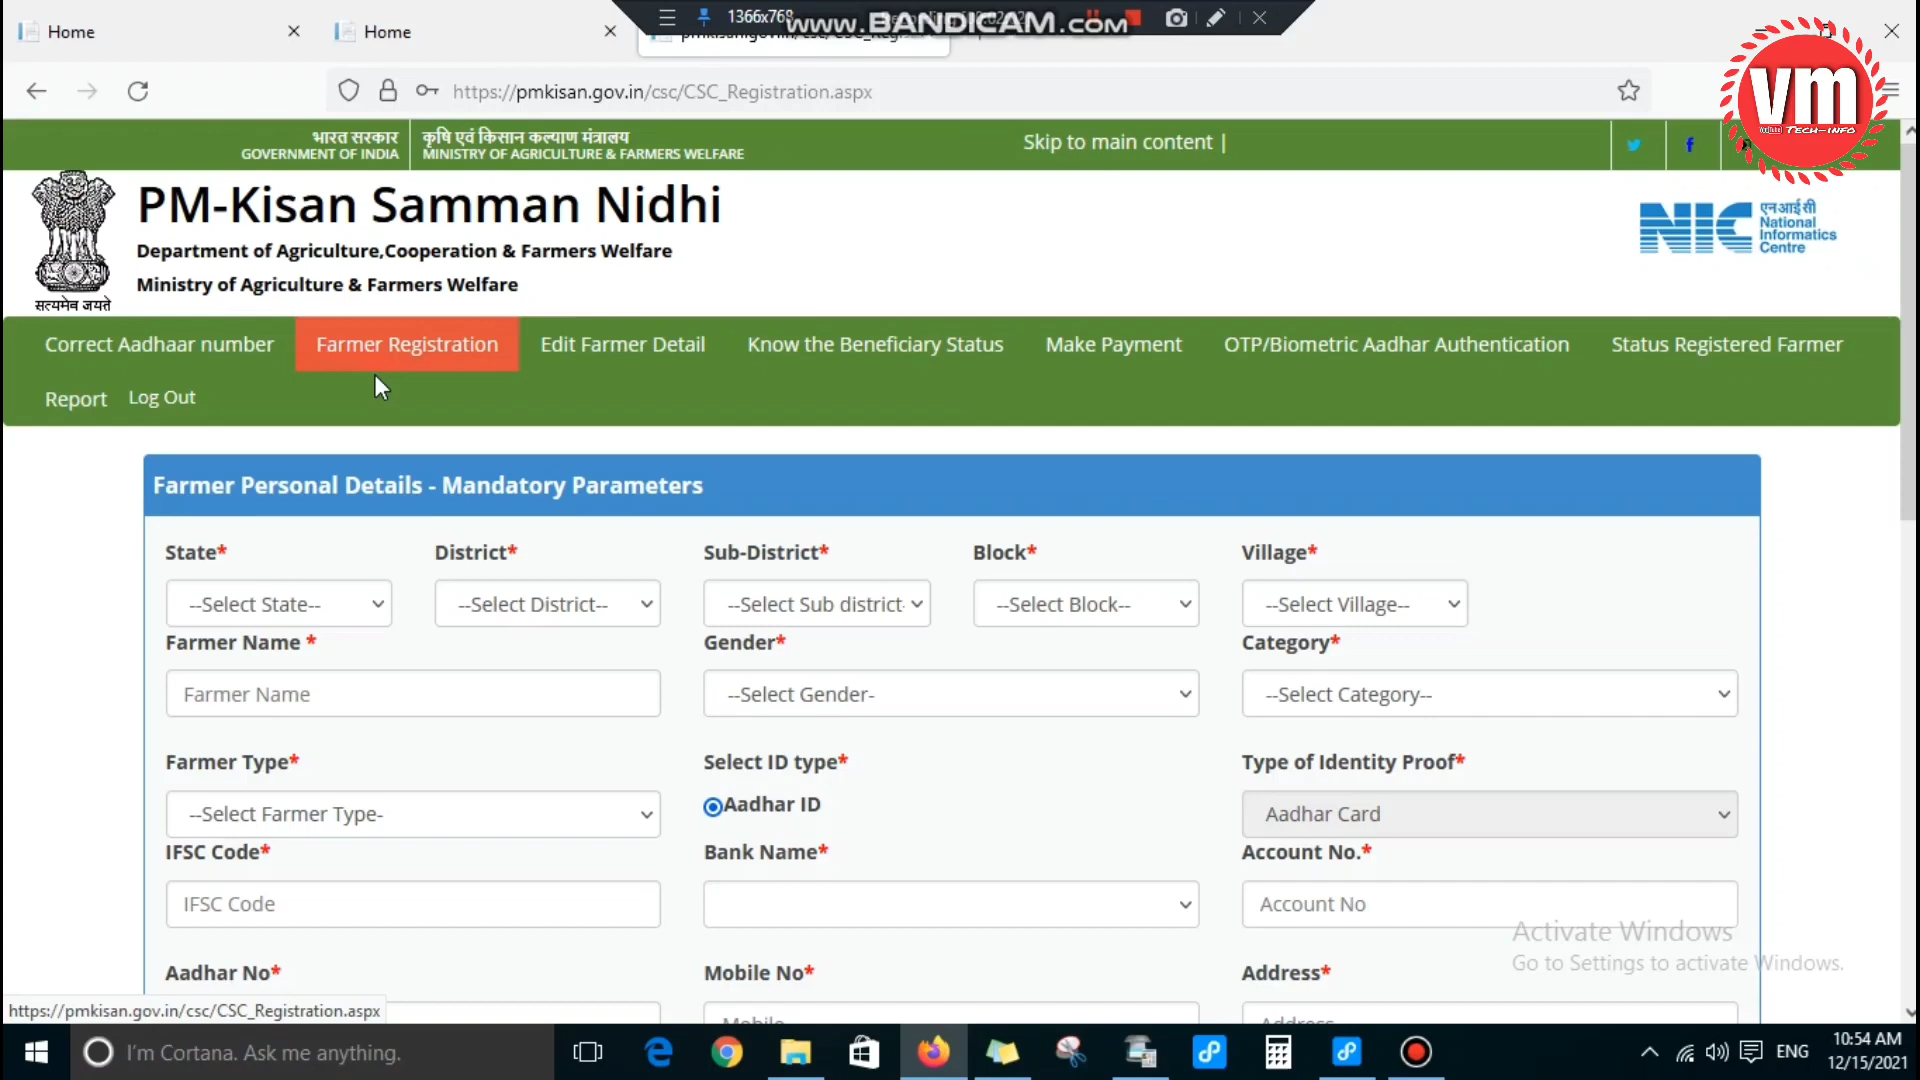 Home
Home
1366x768
www.BANDICAM.com
https://pmkisan.gov.in/csc/CSC_Registration.aspx
vm
TECH-INFO
भारत सरकार
GOVERNMENT OF INDIA
कृषि एवं किसान कल्याण मंत्रालय
MINISTRY OF AGRICULTURE & FARMERS WELFARE
Skip to main content |
PM-Kisan Samman Nidhi
Department of Agriculture,Cooperation & Farmers Welfare
Ministry of Agriculture & Farmers Welfare
सत्यमेव जयते
NIC
एन आई सी
National
Informatics
Centre
Correct Aadhaar number Farmer Registration Edit Farmer Detail Know the Beneficiary Status Make Payment OTP/Biometric Aadhar Authentication Status Registered Farmer
Report Log Out
Farmer Personal Details - Mandatory Parameters
State* District* Sub-District* Block* Village*
--Select State-- --Select District-- --Select Sub district- --Select Block-- --Select Village--
Farmer Name * Gender* Category*
Farmer Name --Select Gender- --Select Category--
Farmer Type* Select ID type* Type of Identity Proof*
--Select Farmer Type- Aadhar ID Aadhar Card
IFSC Code* Bank Name* Account No.*
IFSC Code Account No
Activate Windows
Go to Settings to activate Windows.
Aadhar No* Mobile No* Address*
Mobile Address
https://pmkisan.gov.in/csc/CSC_Registration.aspx
I'm Cortana. Ask me anything.
ENG
10:54 AM
12/15/2021